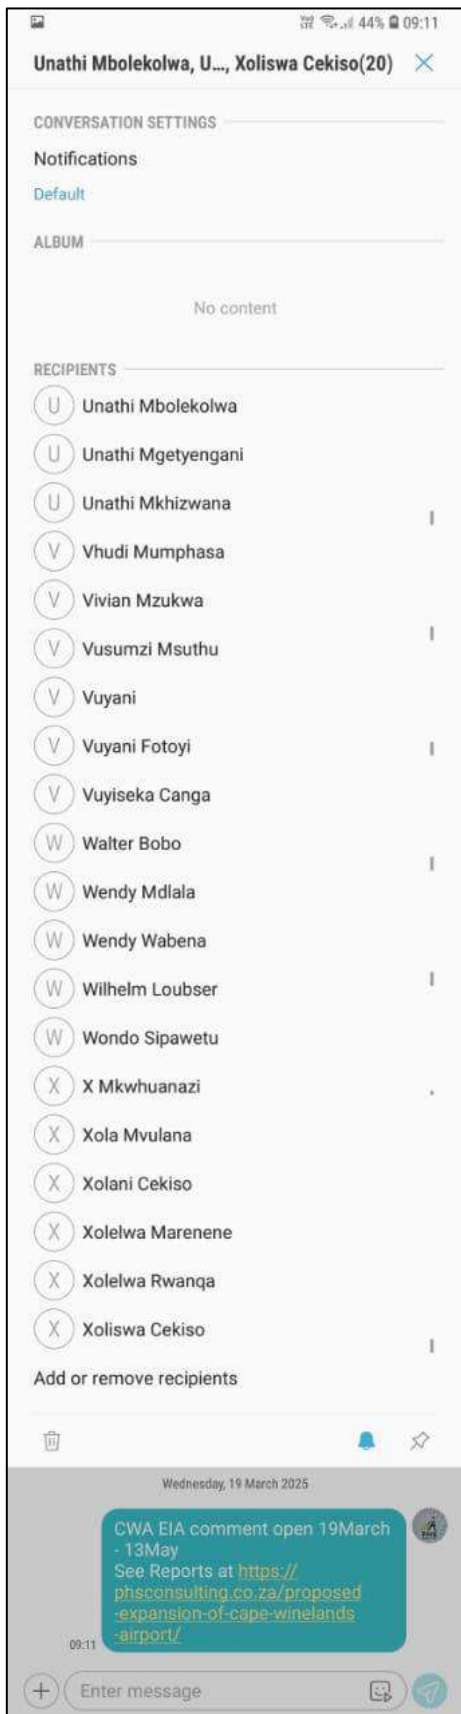 44% 09:11
Unathi Mbolekolwa, U..., Xoliswa Cekiso(20)
CONVERSATION SETTINGS
Notifications
Default
ALBUM
No content
RECIPIENTS
U Unathi Mbolekolwa
U Unathi Mgetyengani
U Unathi Mkhizwana
V Vhudi Mumphasa
V Vivian Mzukwa
V Vusumzi Msuthu
V Vuyani
V Vuyani Fotoyi
V Vuyiseka Canga
W Walter Bobo
W Wendy Mdlala
W Wendy Wabena
W Wilhelm Loubser
W Wondo Sipawetu
X X Mkwhuanazi
X Xola Mvulana
X Xolani Cekiso
X Xolelwa Marenene
X Xolelwa Rwanqa
X Xoliswa Cekiso
Add or remove recipients
Wednesday, 19 March 2025
CWA EIA comment open 19March
- 13May
See Reports at https://
phsconsulting.co.za/proposed
-expansion-of-cape-winelands
-airport/
09:11
Enter message